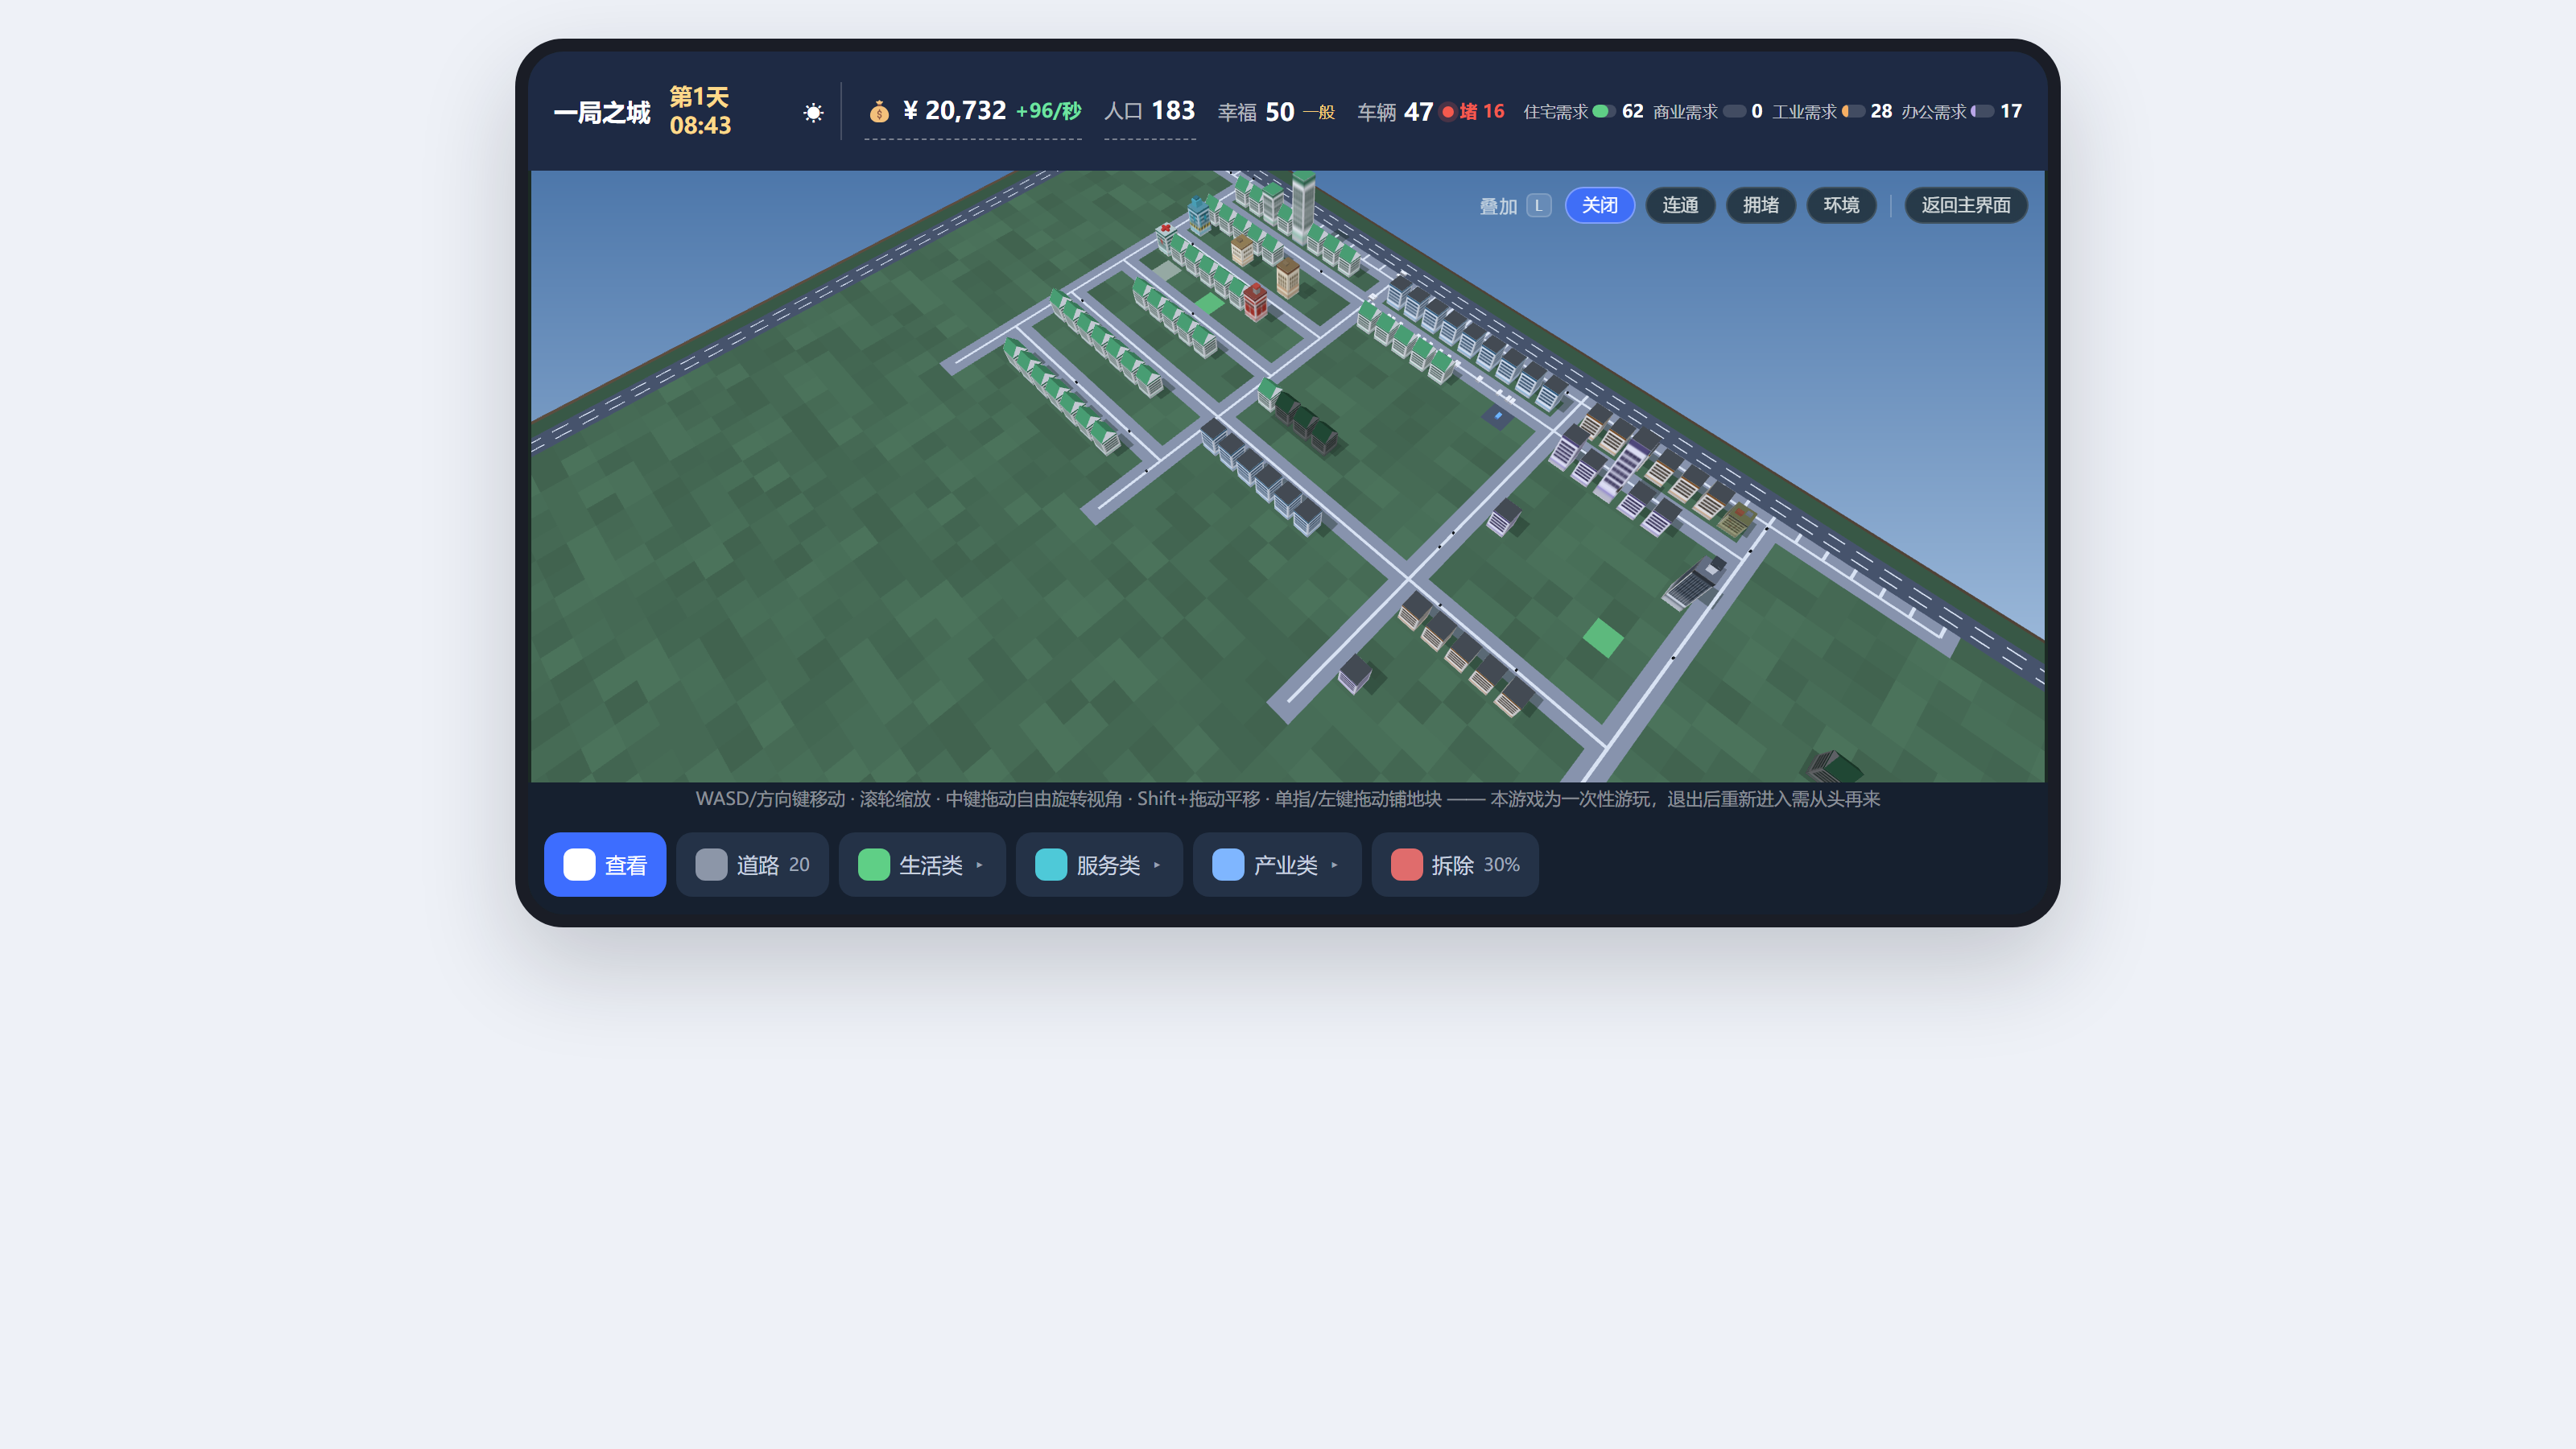 一局之城
第1天
08:43
¥ 20,732 +96/秒
人口 183
幸福 50 一般
车辆 47 堵 16
住宅需求 62
商业需求 0
工业需求 28
办公需求 17
叠加 L 关闭 连通 拥堵 环境 返回主界面
WASD/方向键移动 · 滚轮缩放 · 中键拖动自由旋转视角 · Shift+拖动平移 · 单指/左键拖动铺地块 —— 本游戏为一次性游玩，退出后重新进入需从头再来
查看 道路 20 生活类 ▸ 服务类 ▸ 产业类 ▸ 拆除 30%